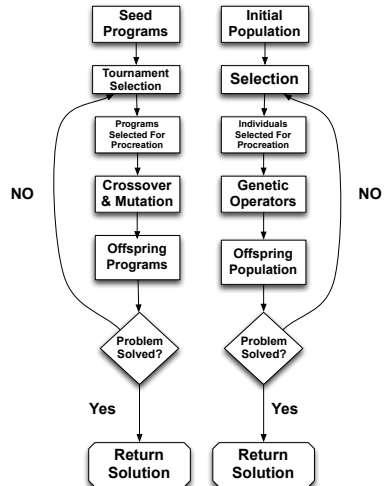 Seed
Programs
Tournament
Selection
Programs
Selected For
Procreation
NO
Crossover
& Mutation
Offspring
Programs
Problem
Solved?
Yes
Return
Solution
Initial
Population
Selection
Individuals
Selected For
Procreation
NO
Genetic
Operators
Offspring
Population
Problem
Solved?
Yes
Return
Solution